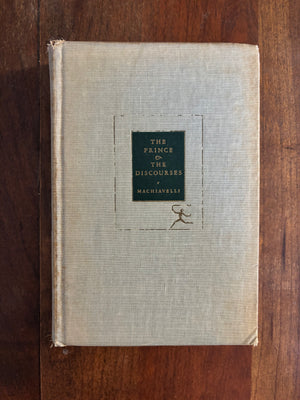 THE
PRINCE
&
THE
DISCOURSES
MACHIAVELLI